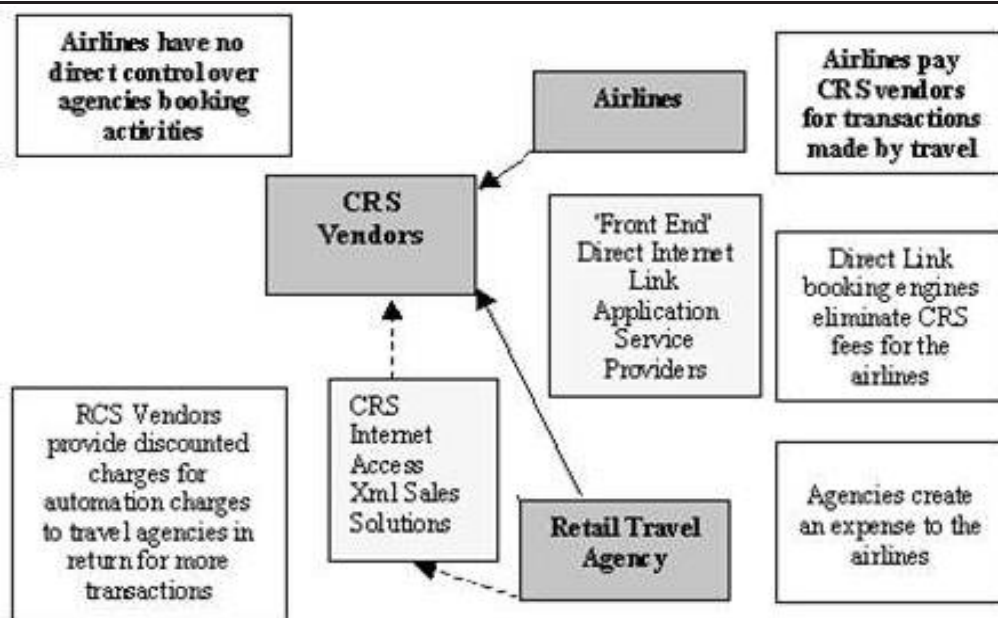 Airlines have no
direct control over
agencies booking
activities
Airlines
Airlines pay
CRS vendors
for transactions
made by travel
CRS
Vendors
'Front End'
Direct Internet
Link
Application
Service
Providers
Direct Link
booking engines
eliminate CRS
fees for the
airlines
RCS Vendors
provide discounted
charges for
automation charges
to travel agencies in
return for more
transactions
CRS
Internet
Access
Xml Sales
Solutions
Retail Travel
Agency
Agencies create
an expense to the
airlines